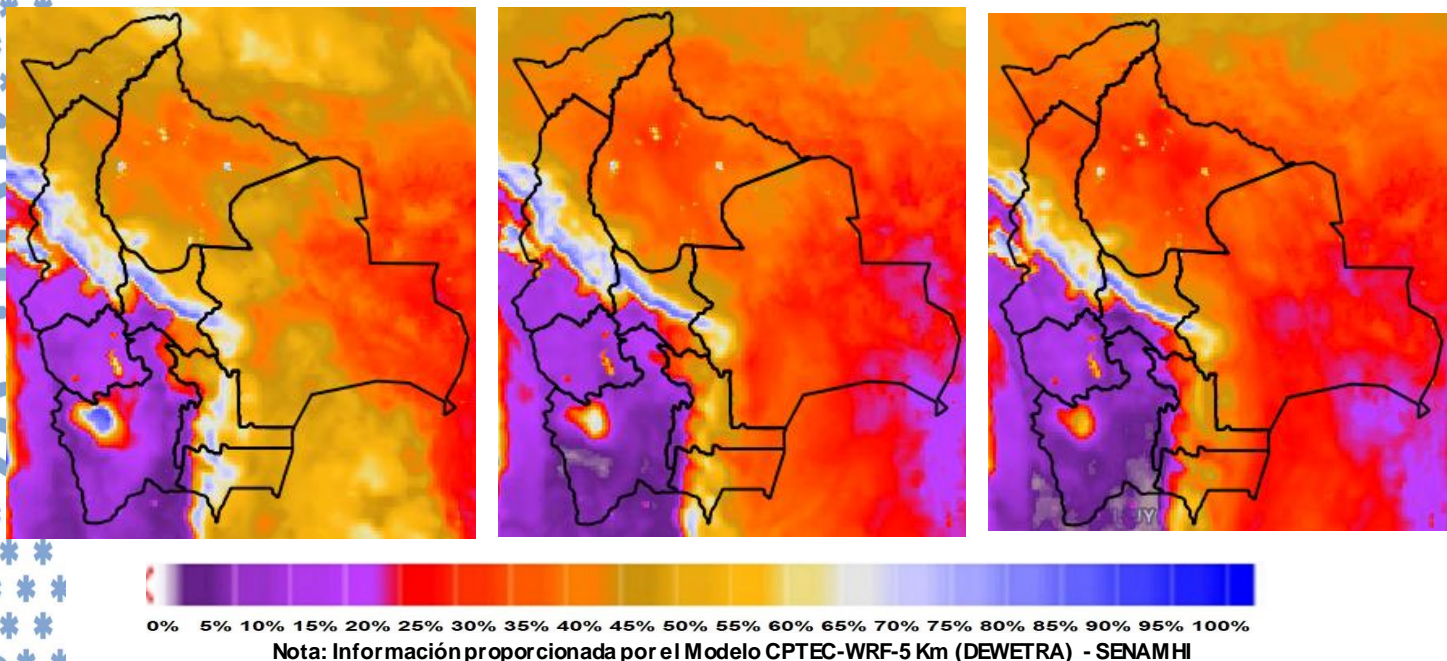 JY
0% 5% 10% 15% 20% 25% 30% 35% 40% 45% 50% 55% 60% 65% 70% 75% 80% 85% 90% 95% 100%
Nota: Información proporcionada por el Modelo CPTEC-WRF-5 Km (DEWETRA) - SENAMHI